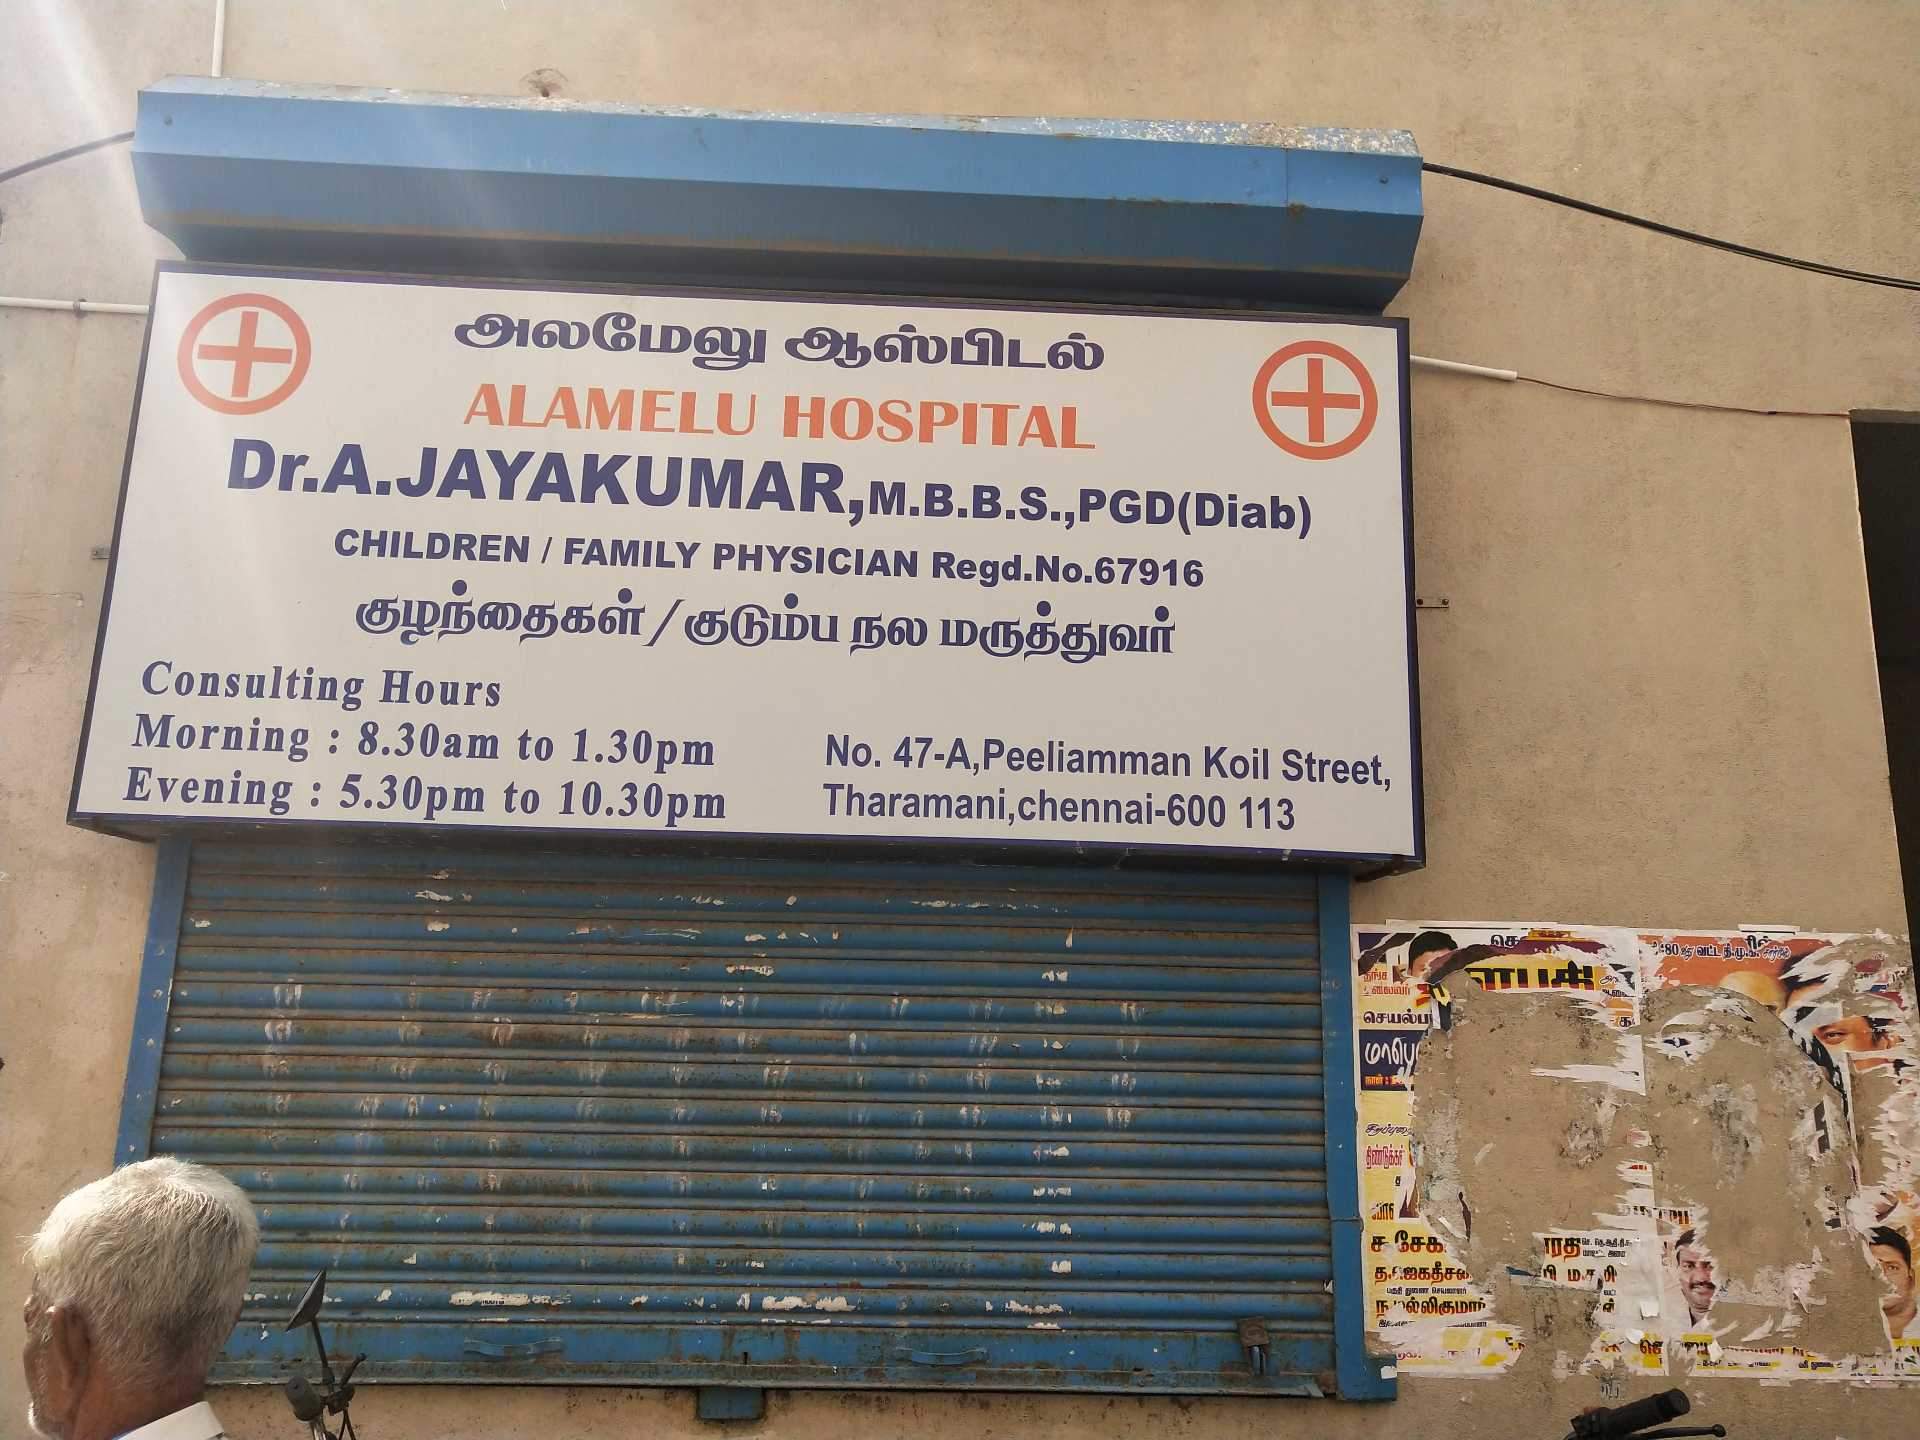 அலமேலு ஆஸ்பிடல்
ALAMELU HOSPITAL
Dr.A.JAYAKUMAR,M.B.B.S.,PGD(Diab)
CHILDREN / FAMILY PHYSICIAN Regd.No.67916
குழந்தைகள்/குடும்ப நல மருத்துவர்
Consulting Hours
Morning : 8.30am to 1.30pm
Evening : 5.30pm to 10.30pm
No. 47-A,Peeliamman Koil Street,
Tharamani,chennai-600 113